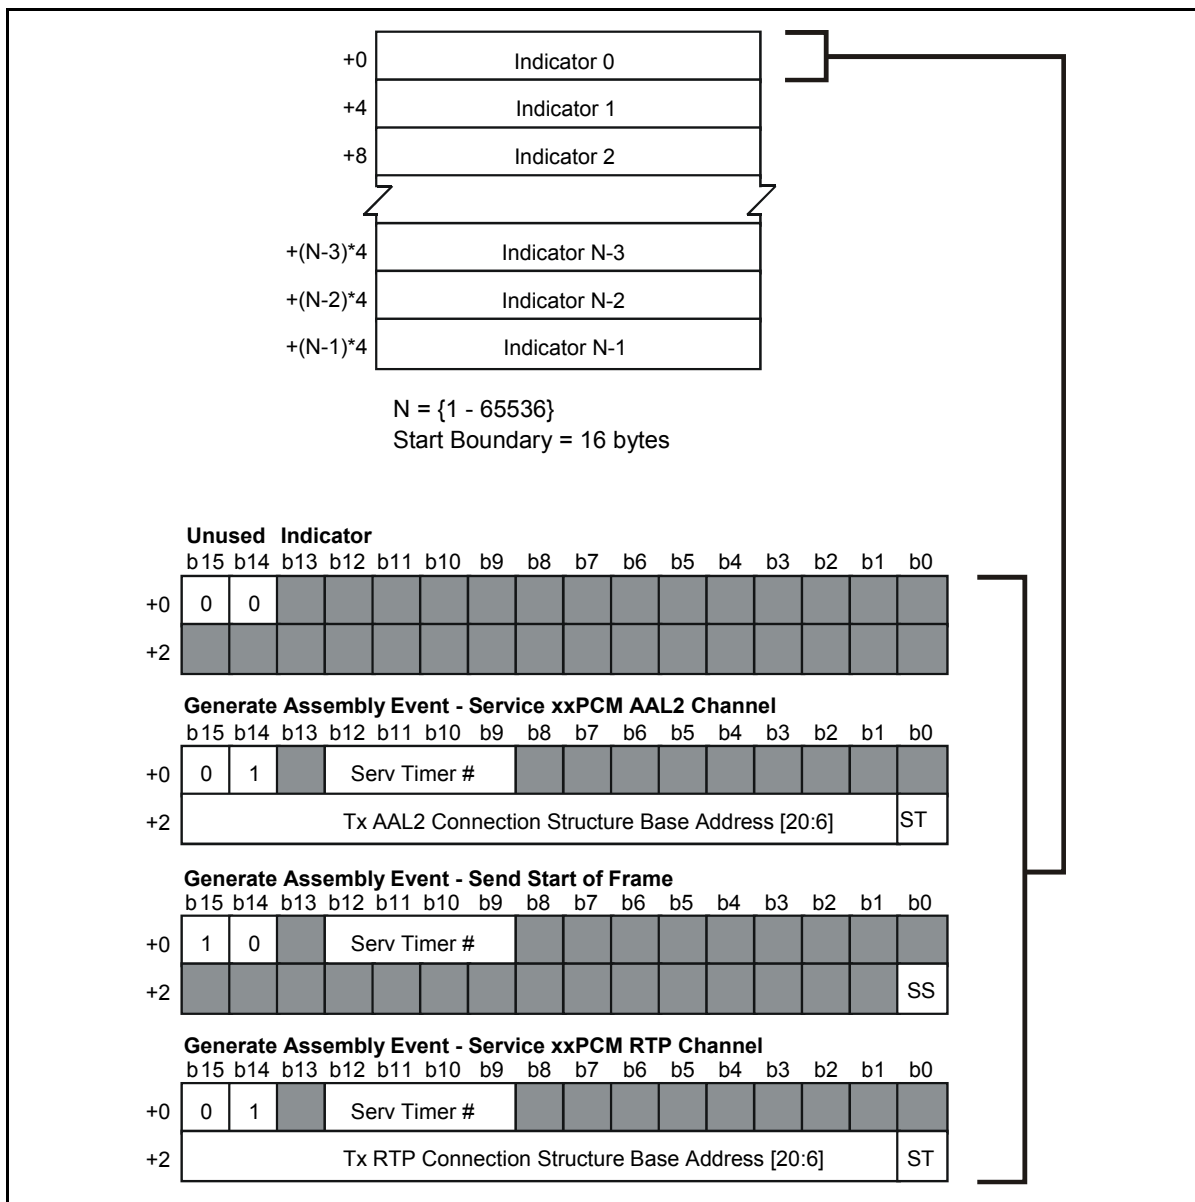 +0 Indicator 0
+4 Indicator 1
+8 Indicator 2
+(N-3)*4 Indicator N-3
+(N-2)*4 Indicator N-2
+(N-1)*4 Indicator N-1
N = {1 - 65536}
Start Boundary = 16 bytes
Unused Indicator
b15 b14 b13 b12 b11 b10 b9 b8 b7 b6 b5 b4 b3 b2 b1 b0
+0 0 0
+2
Generate Assembly Event - Service xxPCM AAL2 Channel
b15 b14 b13 b12 b11 b10 b9 b8 b7 b6 b5 b4 b3 b2 b1 b0
+0 0 1 Serv Timer #
+2 Tx AAL2 Connection Structure Base Address [20:6] ST
Generate Assembly Event - Send Start of Frame
b15 b14 b13 b12 b11 b10 b9 b8 b7 b6 b5 b4 b3 b2 b1 b0
+0 1 0 Serv Timer #
+2 SS
Generate Assembly Event - Service xxPCM RTP Channel
b15 b14 b13 b12 b11 b10 b9 b8 b7 b6 b5 b4 b3 b2 b1 b0
+0 0 1 Serv Timer #
+2 Tx RTP Connection Structure Base Address [20:6] ST